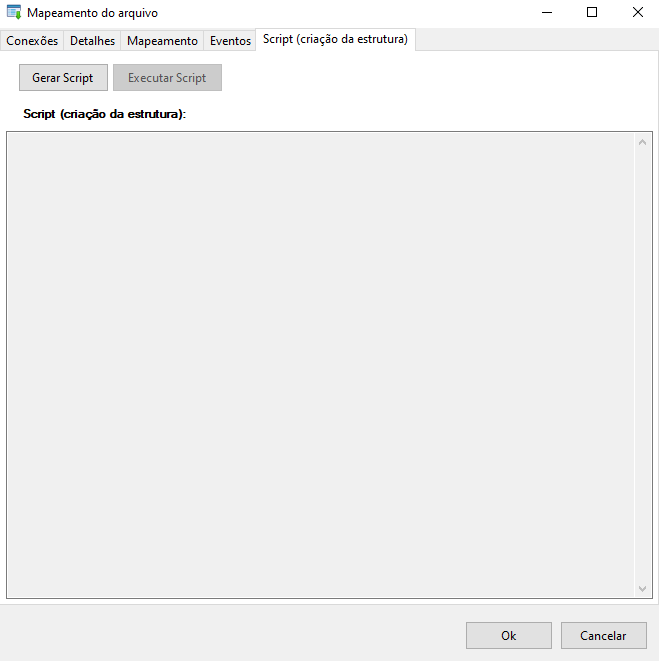 Mapeamento do arquivo
Conexões Detalhes Mapeamento Eventos Script (criação da estrutura)
Gerar Script Executar Script
Script (criação da estrutura):
Ok Cancelar